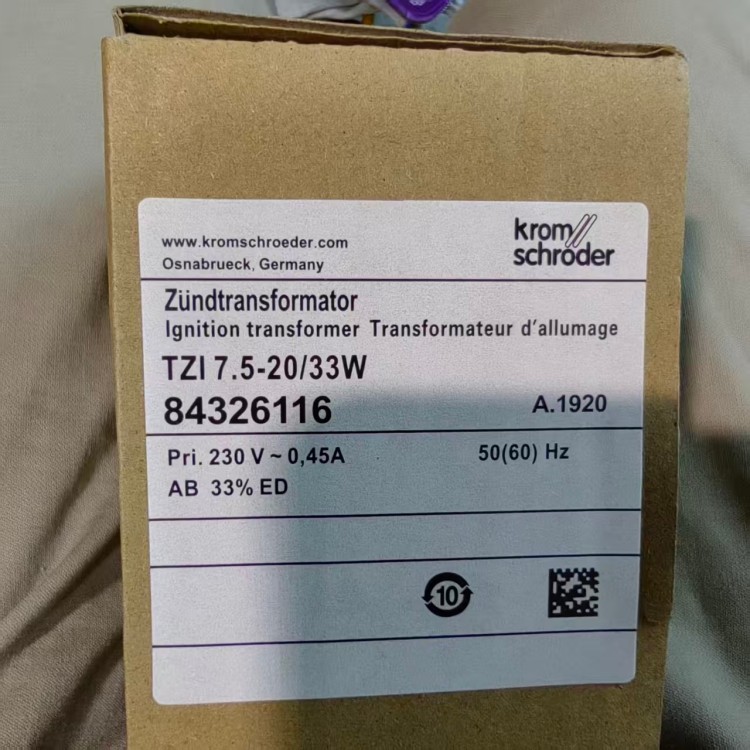 www.kromschroeder.com
Osnabrueck, Germany
krom
schröder
Zündtransformator
Ignition transformer Transformateur d'allumage
TZI 7.5-20/33W
84326116
A.1920
Pri. 230 V ~ 0,45A
50(60) Hz
AB 33% ED
10